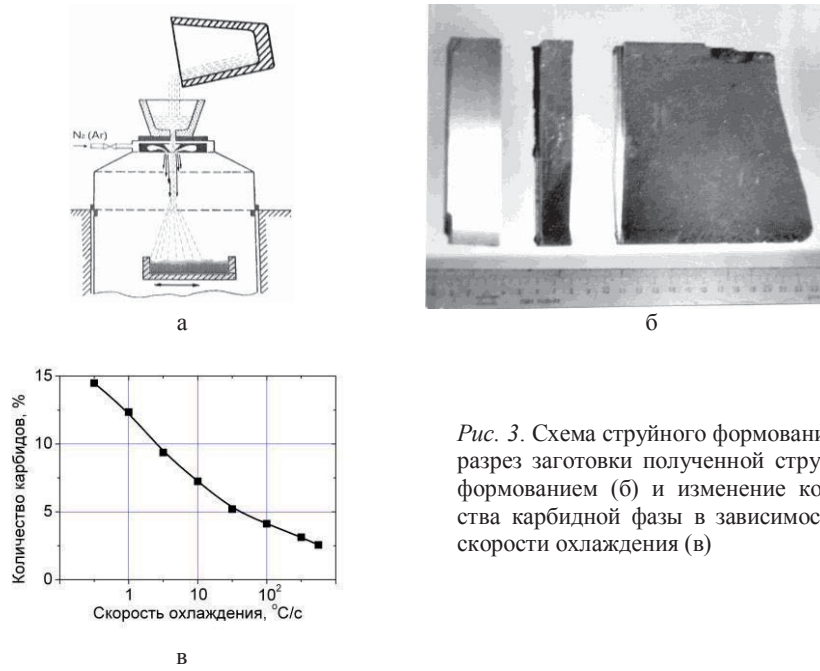 N₂ (Ar)
а
б
Количество карбидов, %
15
10
5
0
1
10
10²
Скорость охлаждения, °С/с
в
Рис. 3. Схема струйного формовани
разрез заготовки полученной стру
формованием (б) и изменение ко
ства карбидной фазы в зависимос
скорости охлаждения (в)